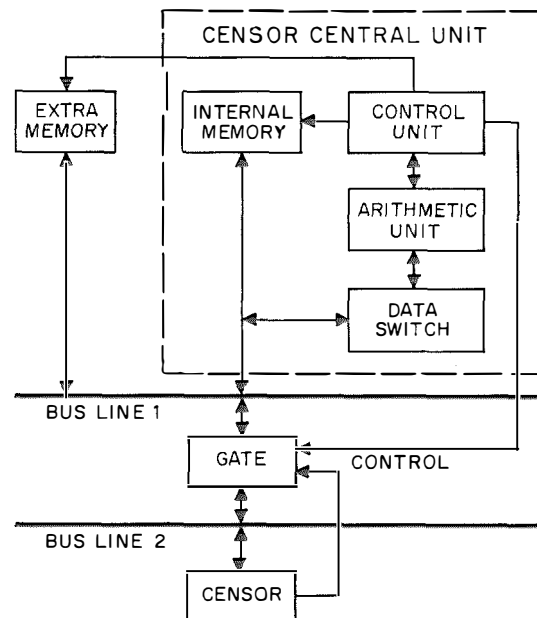 CENSOR CENTRAL UNIT
EXTRA
MEMORY
INTERNAL
MEMORY
CONTROL
UNIT
ARITHMETIC
UNIT
DATA
SWITCH
BUS LINE 1
GATE
CONTROL
BUS LINE 2
CENSOR